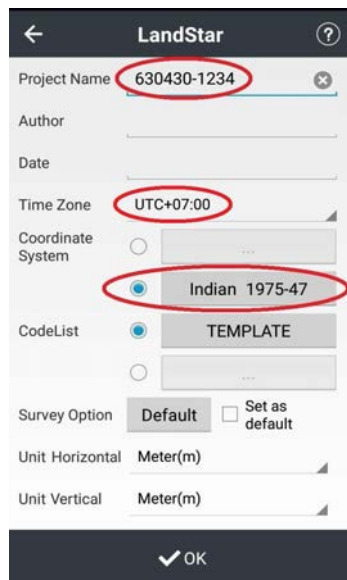 LandStar ?
Project Name 630430-1234
Author
Date
Time Zone UTC+07:00
Coordinate
System ...
Indian 1975-47
CodeList TEMPLATE
...
Survey Option Default Set as
default
Unit Horizontal Meter(m)
Unit Vertical Meter(m)
OK